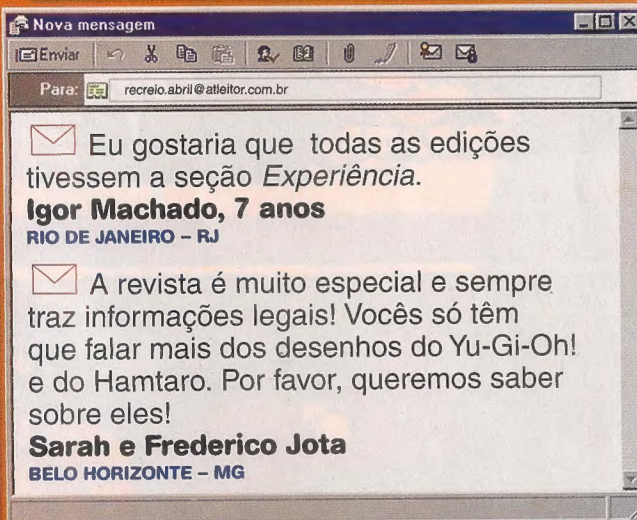 Nova mensagem
Enviar
Para: recreio.abril@atleitor.com.br
Eu gostaria que todas as edições
tivessem a seção Experiência.
Igor Machado, 7 anos
RIO DE JANEIRO – RJ
A revista é muito especial e sempre
traz informações legais! Vocês só têm
que falar mais dos desenhos do Yu-Gi-Oh!
e do Hamtaro. Por favor, queremos saber
sobre eles!
Sarah e Frederico Jota
BELO HORIZONTE – MG